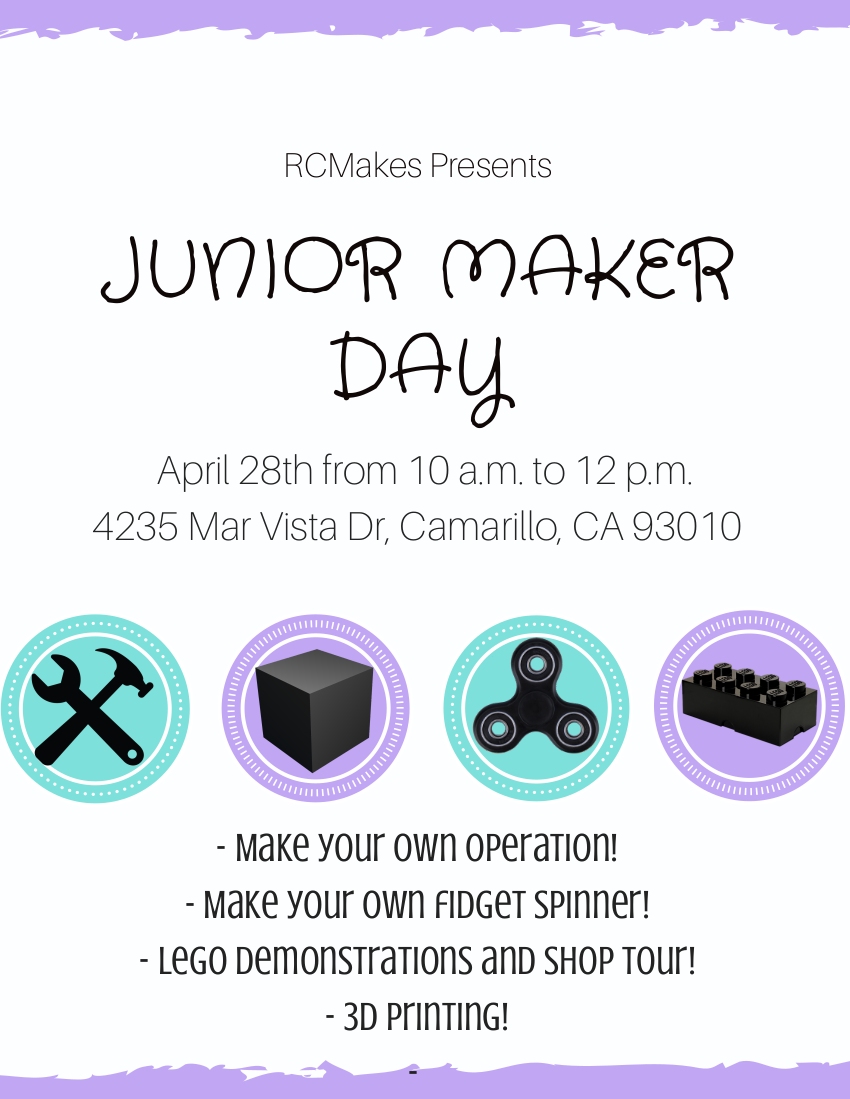 RCMakes Presents
JUNIOR MAKER
DAY
April 28th from 10 a.m. to 12 p.m.
4235 Mar Vista Dr, Camarillo, CA 93010
- Make your own operation!
- Make your own fidget spinner!
- Lego demonstrations and shop tour!
- 3D printing!
-